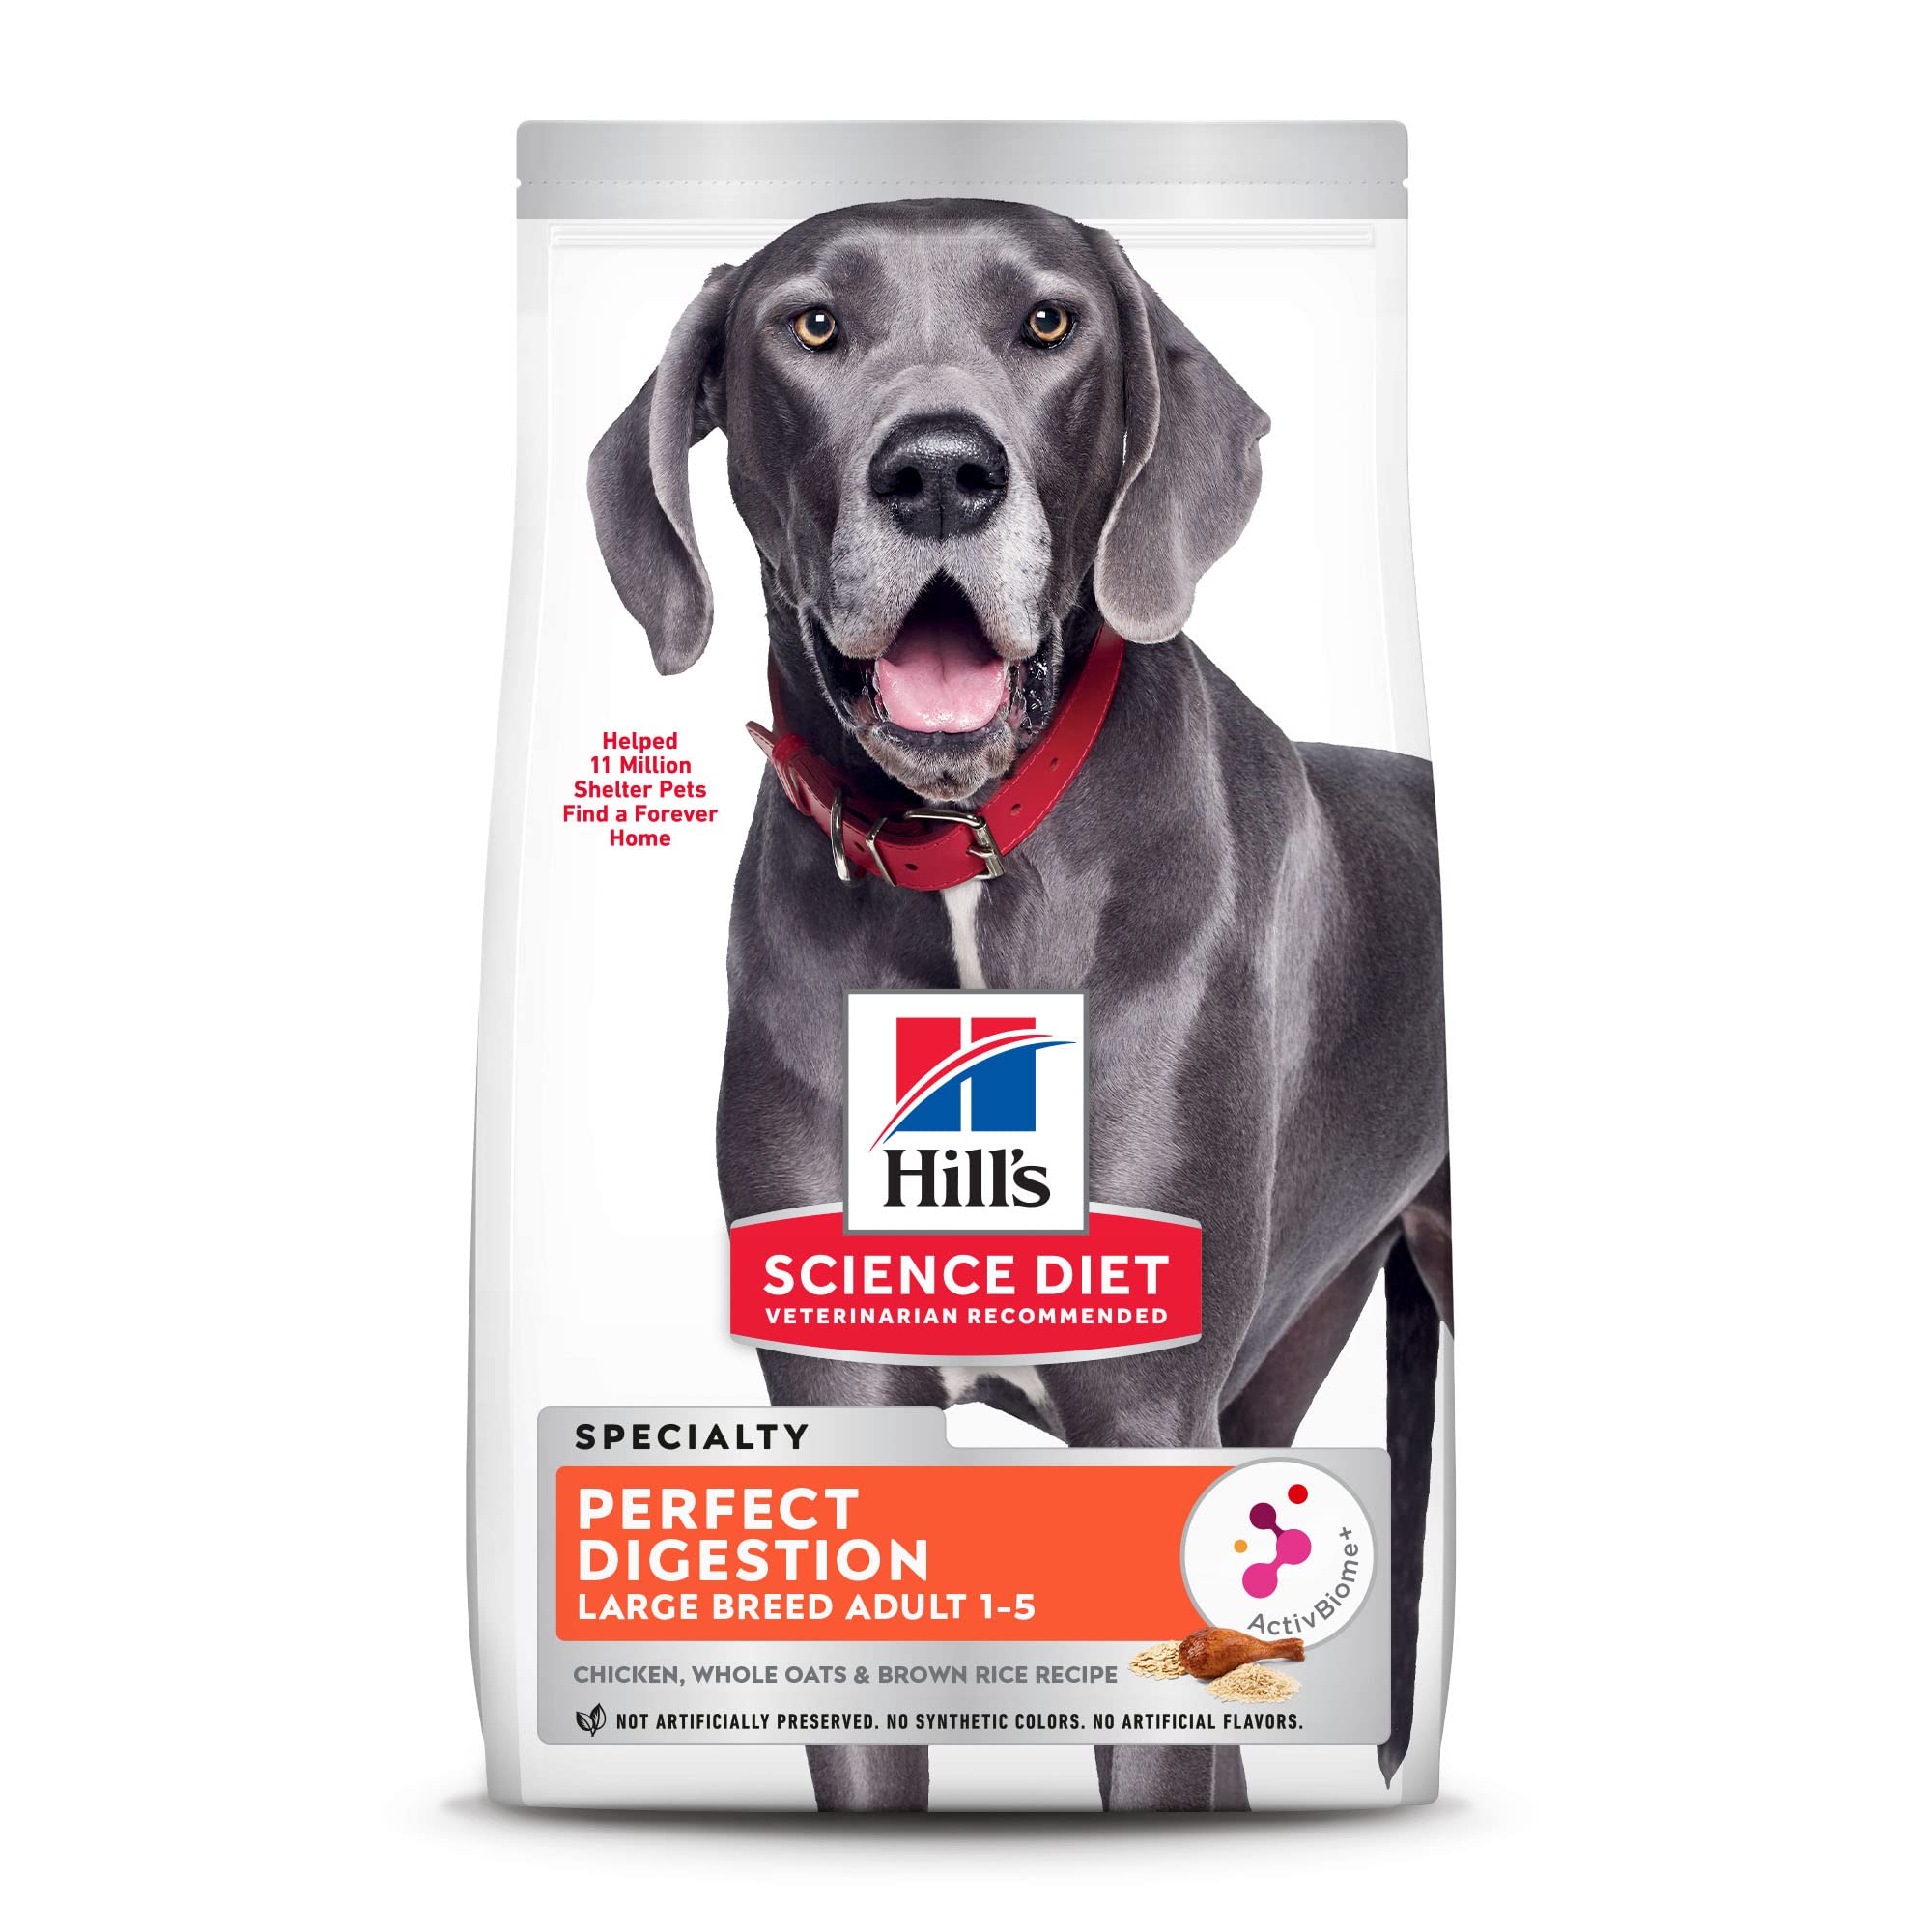 Helped
11 Million
Shelter Pets
Find a Forever
Home
Hill's
SCIENCE DIET
VETERINARIAN RECOMMENDED
SPECIALTY
PERFECT
DIGESTION
LARGE BREED ADULT 1-5
ActivBiome+
CHICKEN, WHOLE OATS & BROWN RICE RECIPE
NOT ARTIFICIALLY PRESERVED. NO SYNTHETIC COLORS. NO ARTIFICIAL FLAVORS.